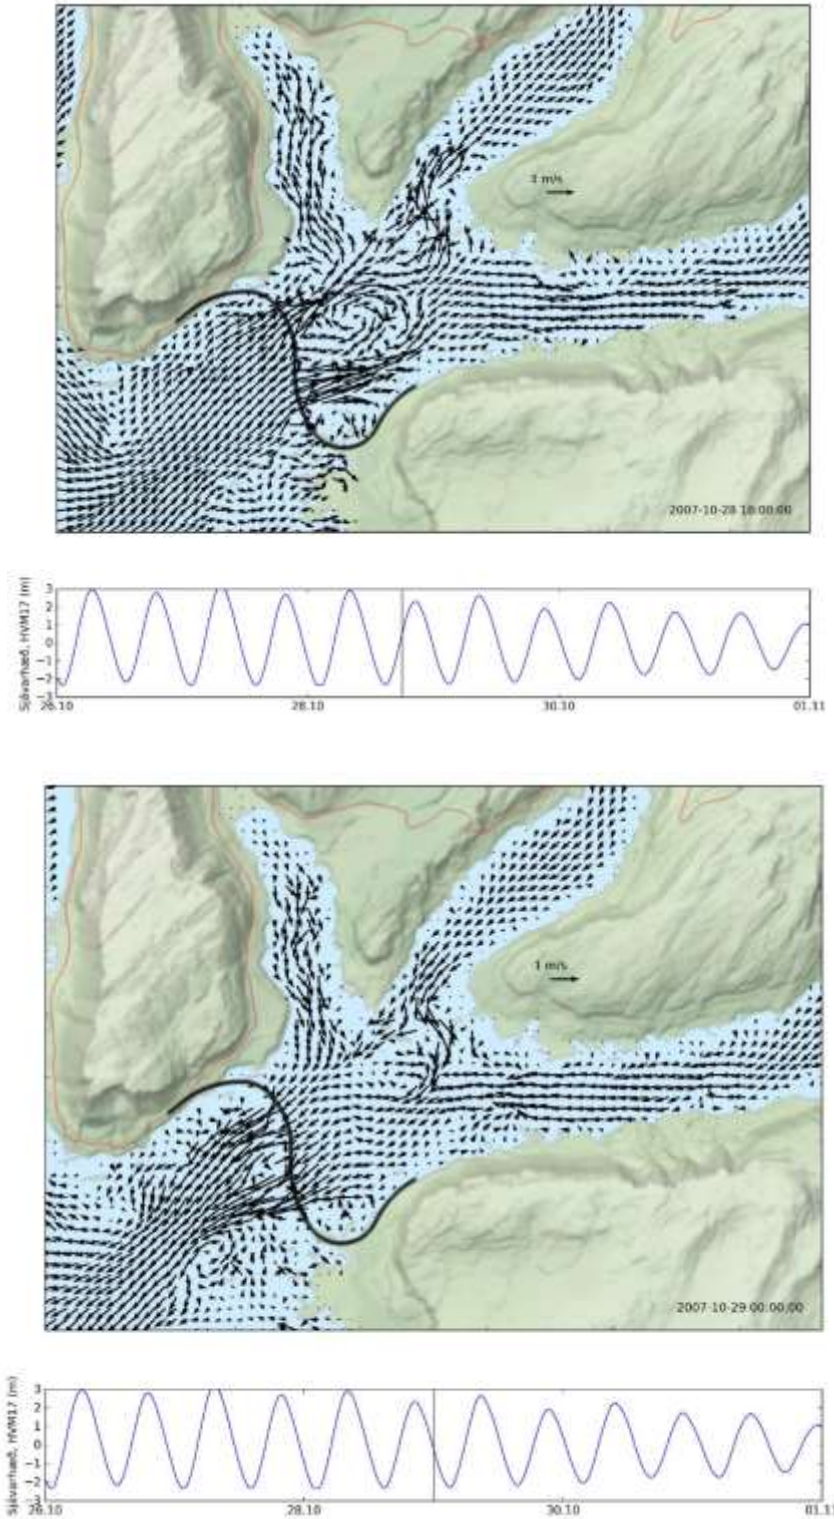 1 m/s
2007-10-28 18:00:00
Sjávarhæð, HVM17 (m)
3
2
1
0
−1
−2
−3
26.10 28.10 30.10 01.11
1 m/s
2007-10-29 00:00:00
Sjávarhæð, HVM17 (m)
3
2
1
0
−1
−2
−3
26.10 28.10 30.10 01.11